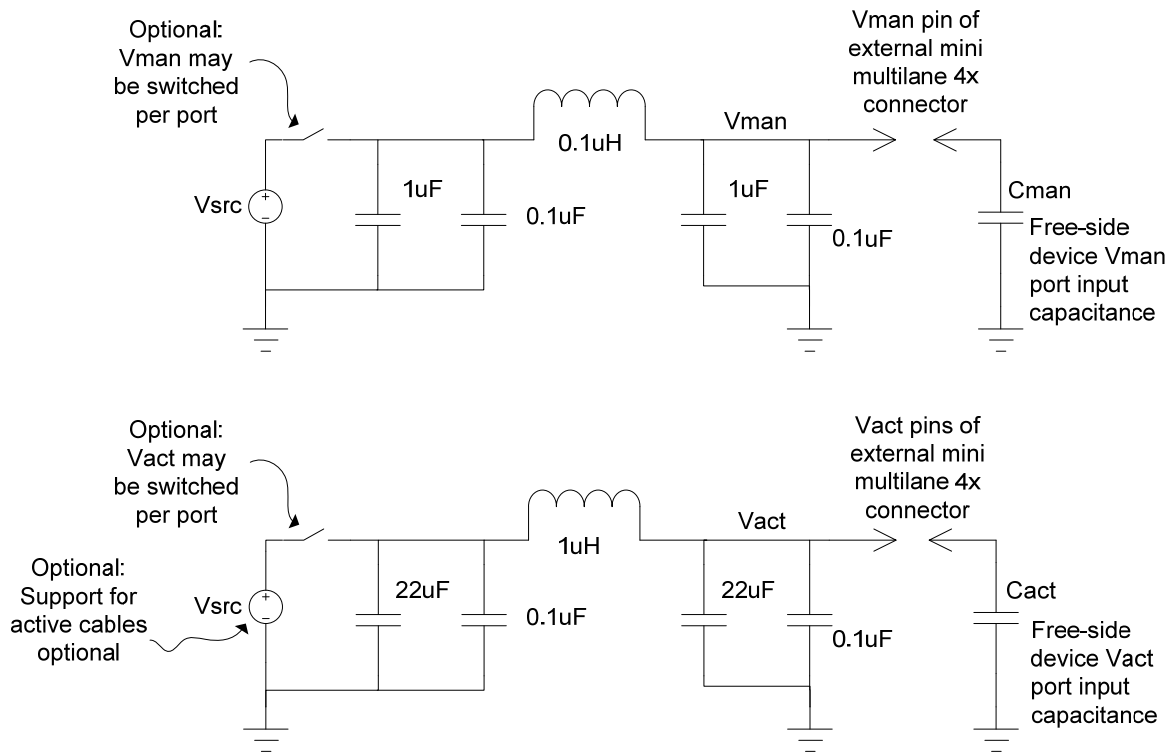 Optional:
Vman may
be switched
per port
Vman pin of
external mini
multilane 4x
connector
0.1uH
Vman
Vsrc
+
−
1uF
0.1uF
1uF
0.1uF
Cman
Free-side
device Vman
port input
capacitance
Optional:
Vact may
be switched
per port
Vact pins of
external mini
multilane 4x
connector
1uH
Vact
Optional:
Support for
active cables
optional
Vsrc
+
−
22uF
0.1uF
22uF
0.1uF
Cact
Free-side
device Vact
port input
capacitance